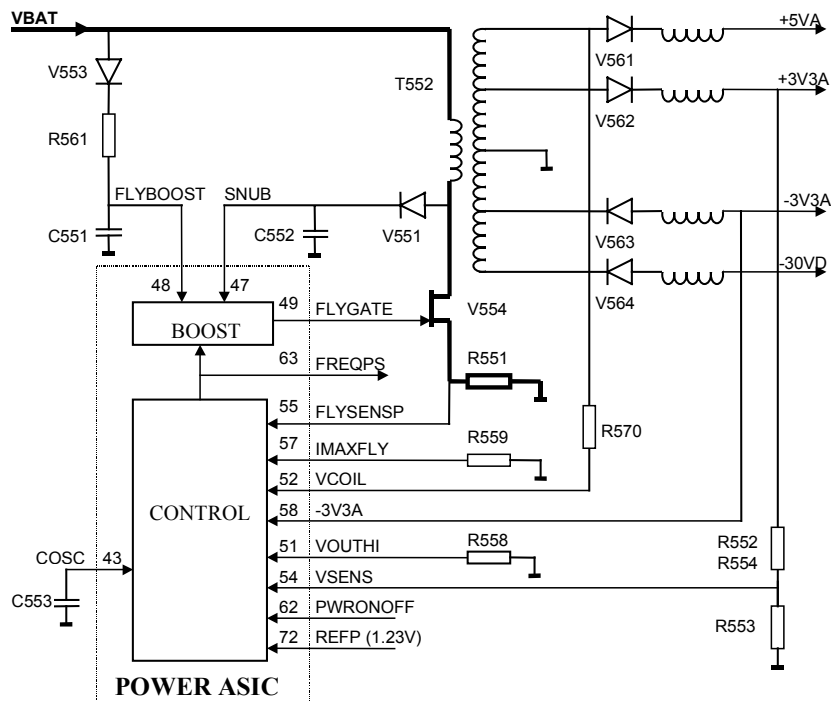 VBAT
+5VA
V553
V561
T552
+3V3A
R561
V562
FLYBOOST
SNUB
-3V3A
C551
C552
V551
V563
-30VD
48
47
V564
49
FLYGATE
V554
BOOST
63
FREQPS
R551
55
FLYSENSP
R570
57
IMAXFLY
R559
52
VCOIL
CONTROL
58
-3V3A
COSC
43
51
VOUTHI
R558
R552
R554
C553
54
VSENS
62
PWRONOFF
R553
72
REFP (1.23V)
POWER ASIC